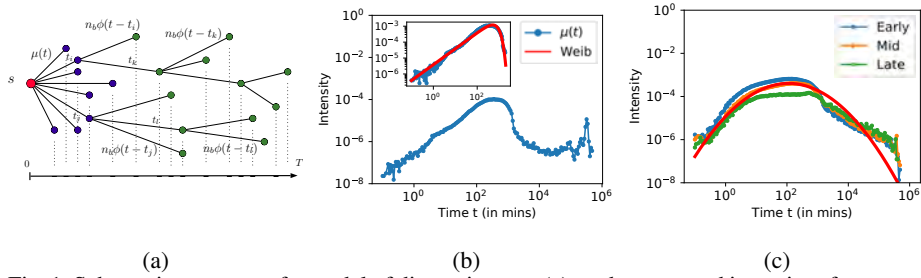 n_bϕ(t−t_i)
n_bϕ(t−t_k)
μ(t)
t_i
t_k
s
t_j
t_l
n_bϕ(t−t_j)
n_bϕ(t−t_l)
0
T
(a)
Intensity
10^0
10^−2
10^−4
10^−6
10^−8
10^−3
10^−4
10^−5
10^−6
10^0
10^2
μ(t)
Weib
10^0
10^2
10^4
10^6
Time t (in mins)
(b)
Intensity
10^0
10^−2
10^−4
10^−6
10^−8
Early
Mid
Late
10^0
10^2
10^4
10^6
Time t (in mins)
(c)